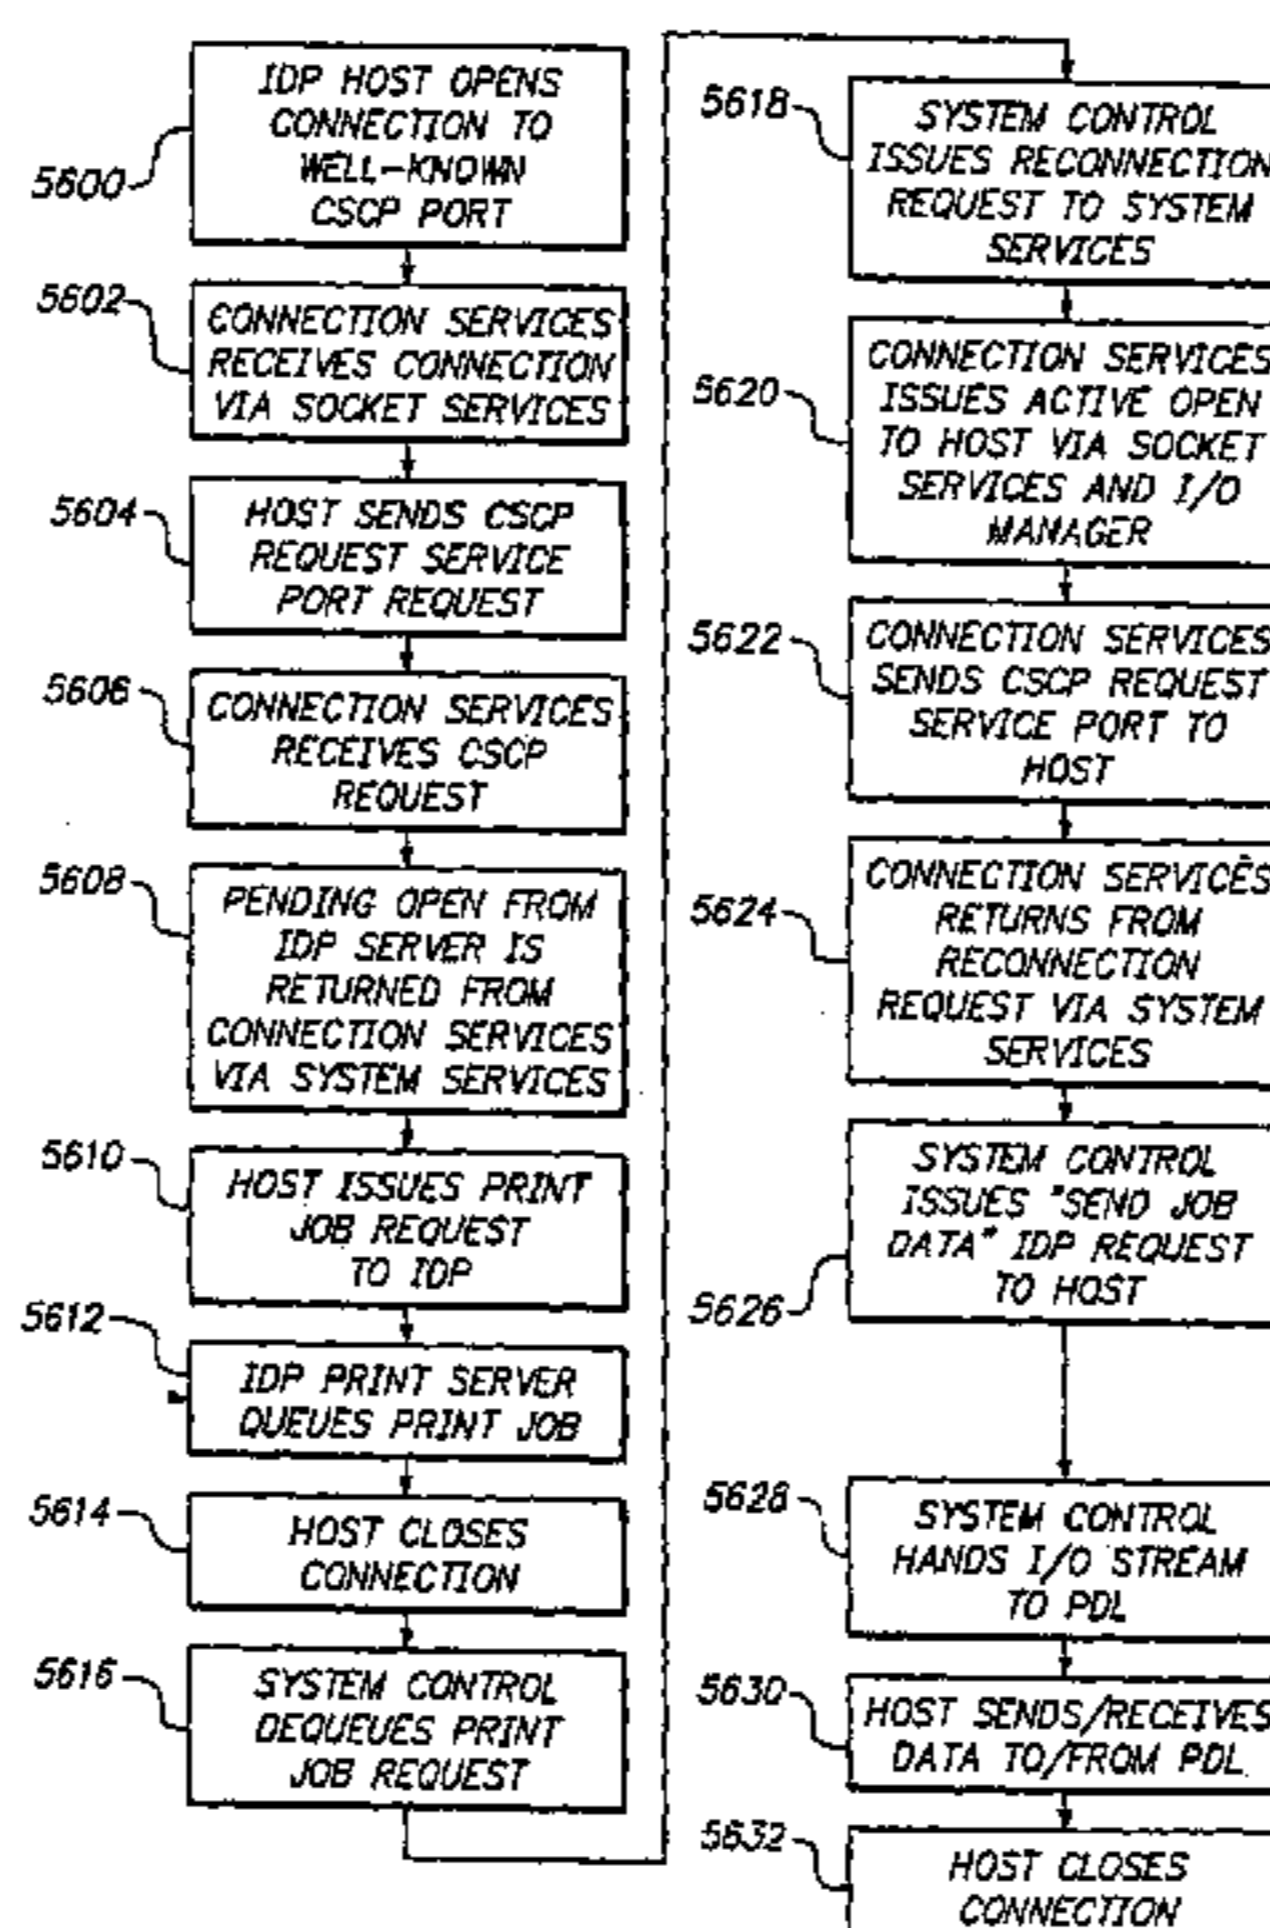 5600
IDP HOST OPENS
CONNECTION TO
WELL-KNOWN
CSCP PORT
5602
CONNECTION SERVICES
RECEIVES CONNECTION
VIA SOCKET SERVICES
5604
HOST SENDS CSCP
REQUEST SERVICE
PORT REQUEST
5606
CONNECTION SERVICES
RECEIVES CSCP
REQUEST
5608
PENDING OPEN FROM
IDP SERVER IS
RETURNED FROM
CONNECTION SERVICES
VIA SYSTEM SERVICES
5610
HOST ISSUES PRINT
JOB REQUEST
TO IDP
5612
IDP PRINT SERVER
QUEUES PRINT JOB
5614
HOST CLOSES
CONNECTION
5616
SYSTEM CONTROL
DEQUEUES PRINT
JOB REQUEST
5618
SYSTEM CONTROL
ISSUES RECONNECTION
REQUEST TO SYSTEM
SERVICES
5620
CONNECTION SERVICES
ISSUES ACTIVE OPEN
TO HOST VIA SOCKET
SERVICES AND I/O
MANAGER
5622
CONNECTION SERVICES
SENDS CSCP REQUEST
SERVICE PORT TO
HOST
5624
CONNECTION SERVICES
RETURNS FROM
RECONNECTION
REQUEST VIA SYSTEM
SERVICES
5626
SYSTEM CONTROL
ISSUES "SEND JOB
DATA" IDP REQUEST
TO HOST
5628
SYSTEM CONTROL
HANDS I/O STREAM
TO PDL
5630
HOST SENDS/RECEIVES
DATA TO/FROM PDL
5632
HOST CLOSES
CONNECTION